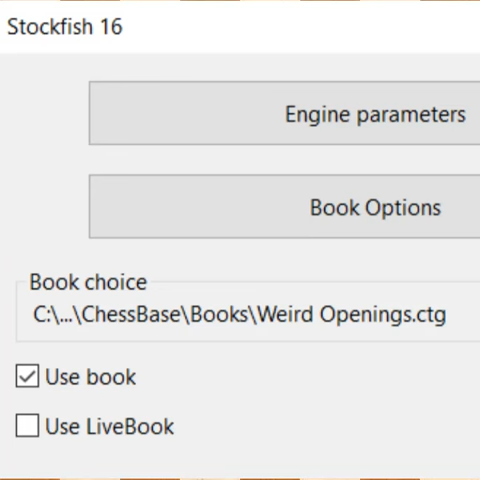 Stockfish 16
Engine parameters
Book Options
Book choice
C:\...\ChessBase\Books\Weird Openings.ctg
Use book
Use LiveBook